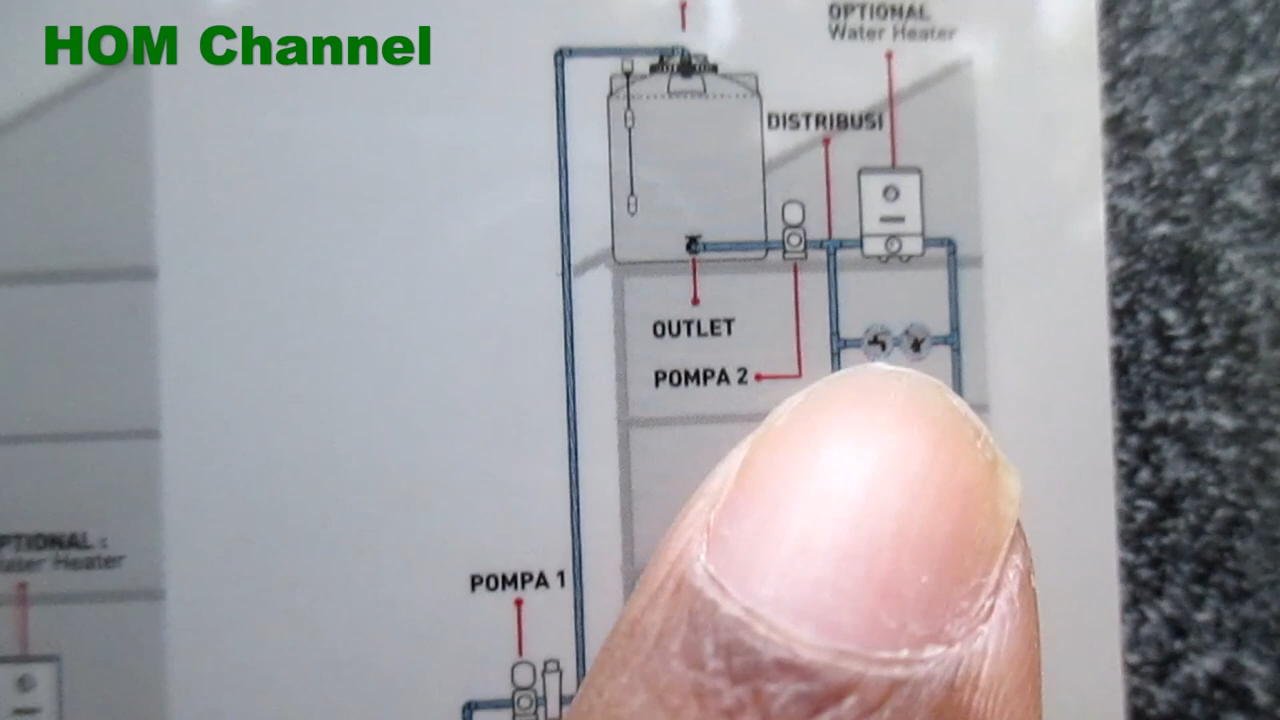 HOM Channel
OPTIONAL
Water Heater
DISTRIBUSI
OUTLET
POMPA 2
PTIONAL :
ater Heater
POMPA 1